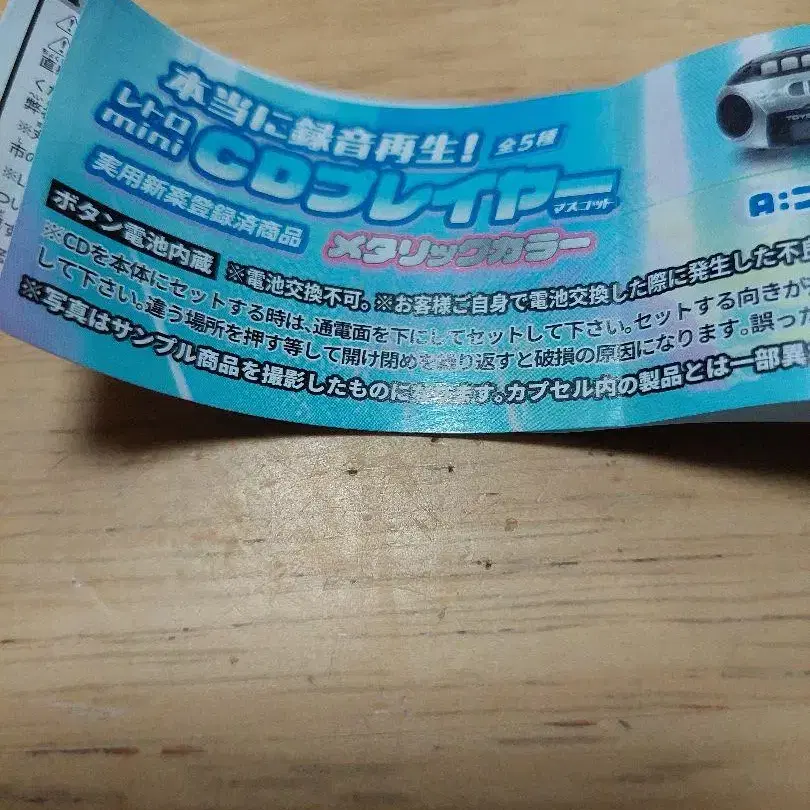 本当に録音再生! 全5種
レトロ
mini CDプレイヤー
マスコット
実用新案登録済商品 メタリックカラー
ボタン電池内蔵 ※電池交換不可。※お客様ご自身で電池交換した際に発生した不
※CDを本体にセットする時は、通電面を下にしてセットして下さい。セットする向きが
して下さい。違う場所を押す等して開け閉めを繰り返すと破損の原因になります。誤った
※写真はサンプル商品を撮影したものになります。カプセル内の製品とは一部異
A:コ